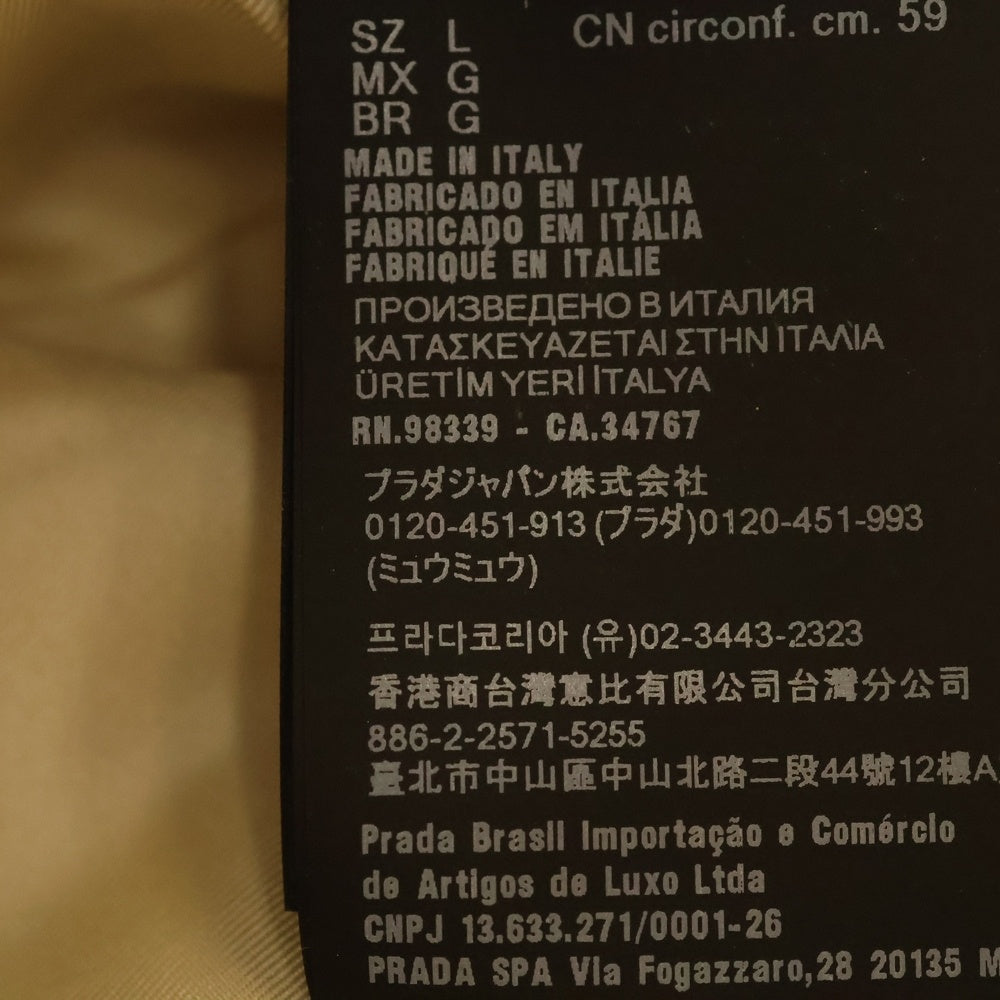 SZ L CN circonf. cm. 59
MX G
BR G
MADE IN ITALY
FABRICADO EN ITALIA
FABRICADO EM ITÁLIA
FABRIQUÉ EN ITALIE
ПРОИЗВЕДЕНО В ИТАЛИЯ
ΚΑΤΑΣΚΕΥΑΖΕΤΑΙ ΣΤΗΝ ΙΤΑΛΙΑ
ÜRETİM YERİ İTALYA
RN.98339 - CA.34767
プラダジャパン株式会社
0120-451-913 (プラダ)0120-451-993
(ミュウミュウ)
프라다코리아 (유)02-3443-2323
香港商台灣意比有限公司台灣分公司
886-2-2571-5255
臺北市中山區中山北路二段44號12樓A
Prada Brasil Importação e Comércio
de Artigos de Luxo Ltda
CNPJ 13.633.271/0001-26
PRADA SPA Via Fogazzaro,28 20135